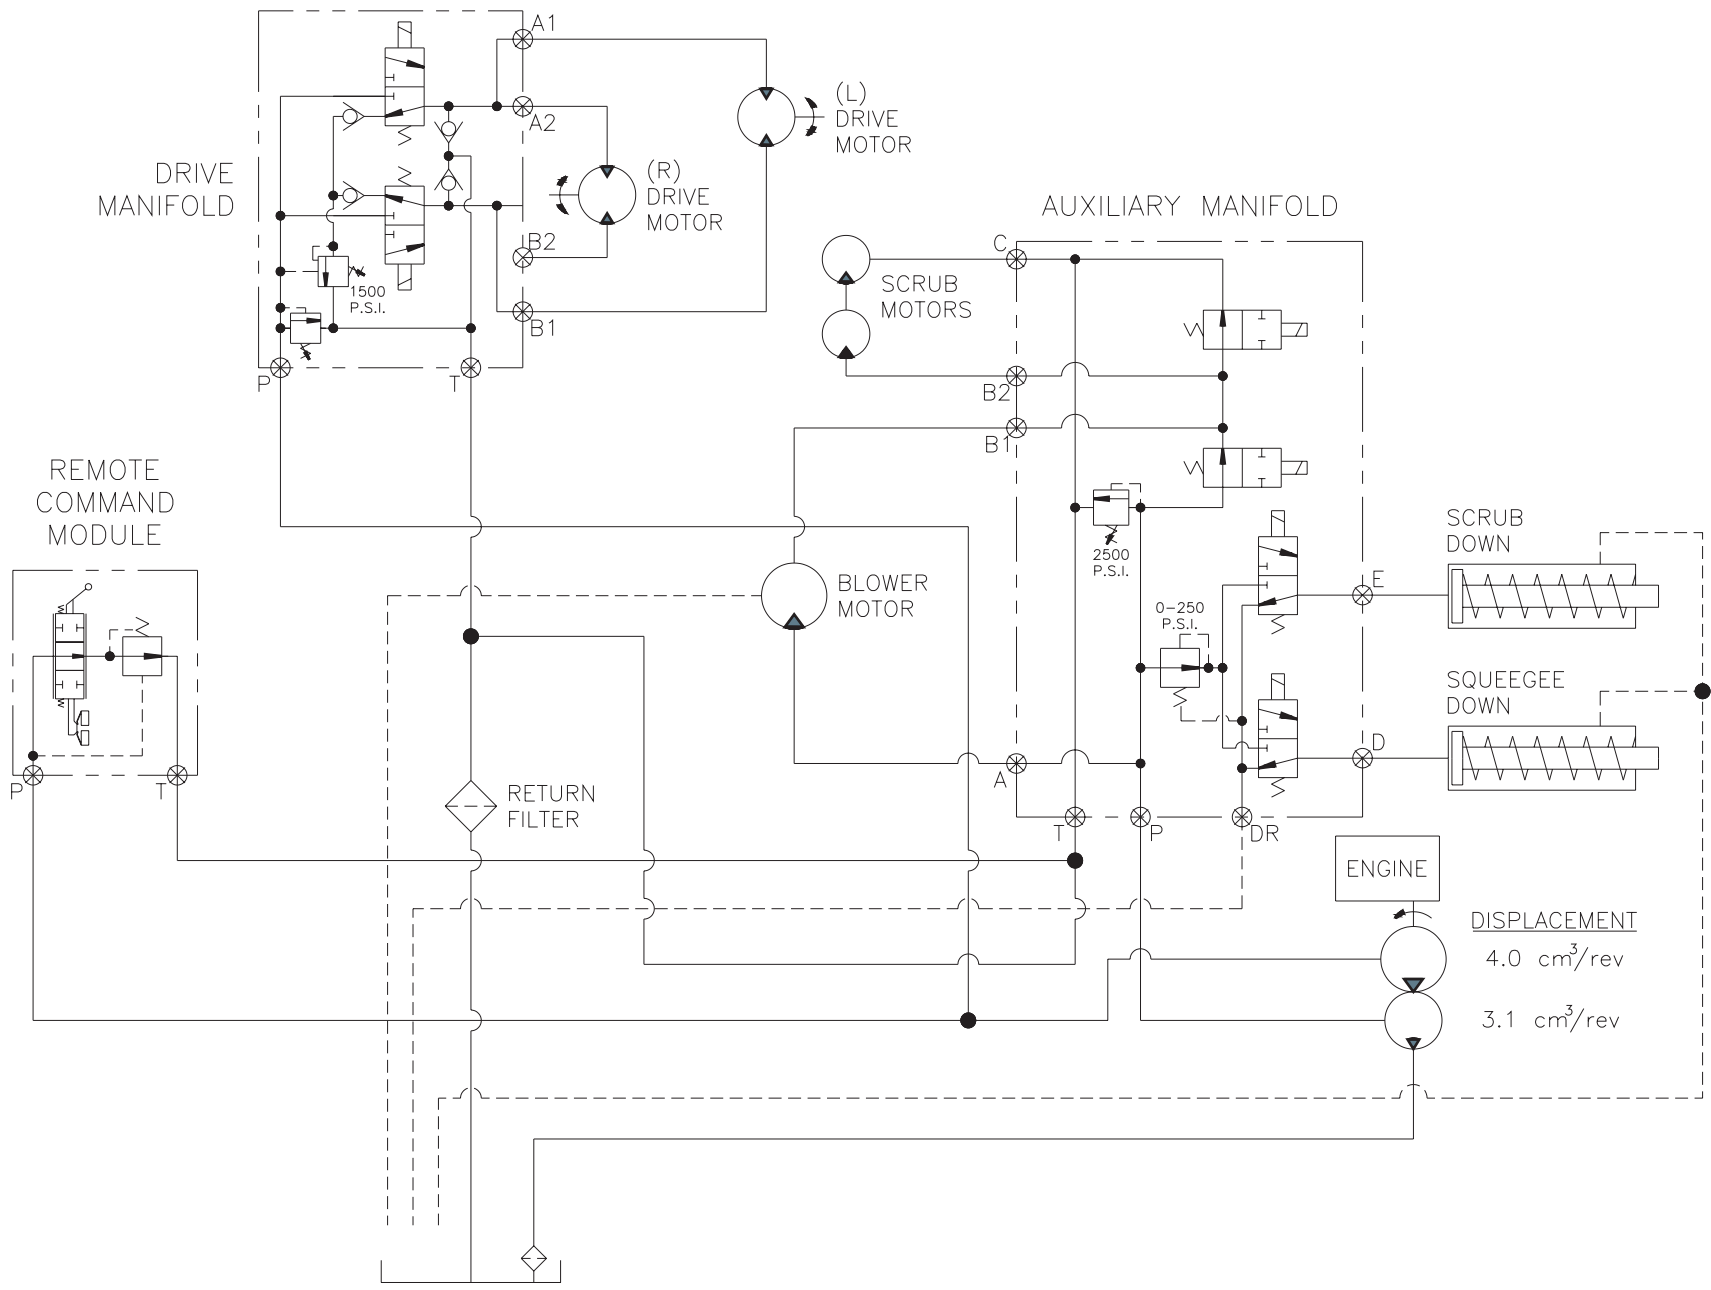 A1
(L)
DRIVE
MOTOR
A2
DRIVE
MANIFOLD
(R)
DRIVE
MOTOR
B2
1500
P.S.I.
B1
P
T
AUXILIARY MANIFOLD
C
SCRUB
MOTORS
B2
B1
REMOTE
COMMAND
MODULE
2500
P.S.I.
SCRUB
DOWN
E
BLOWER
MOTOR
0-250
P.S.I.
SQUEEGEE
DOWN
D
A
P
T
RETURN
FILTER
T
P
DR
ENGINE
DISPLACEMENT
4.0 cm³/rev
3.1 cm³/rev